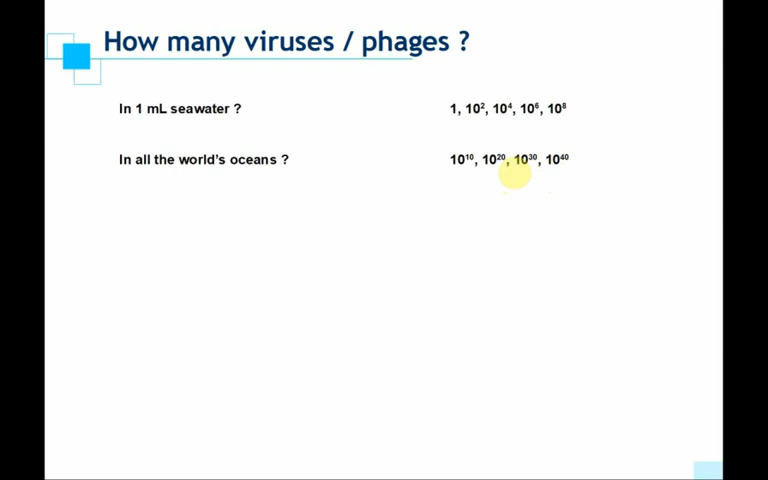 How many viruses / phages ?
In 1 mL seawater ? 1, 10², 10⁴, 10⁶, 10⁸
In all the world's oceans ? 10¹⁰, 10²⁰, 10³⁰, 10⁴⁰